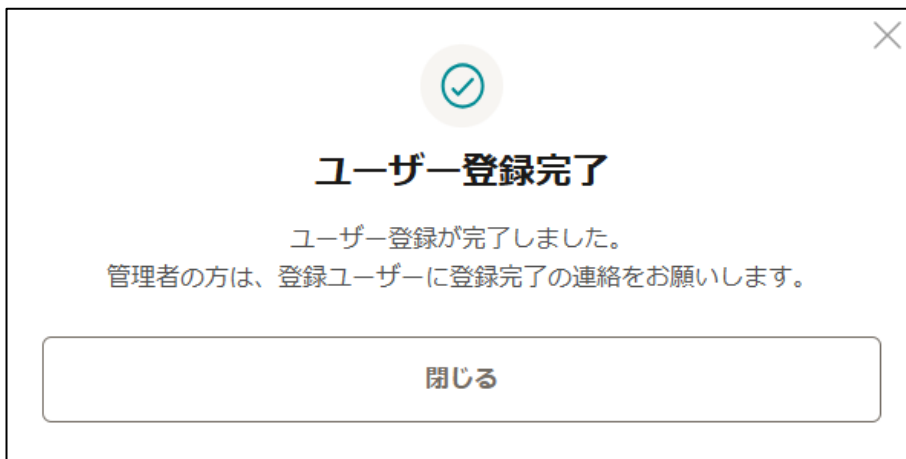 ユーザー登録完了
ユーザー登録が完了しました。
管理者の方は、登録ユーザーに登録完了の連絡をお願いします。
閉じる